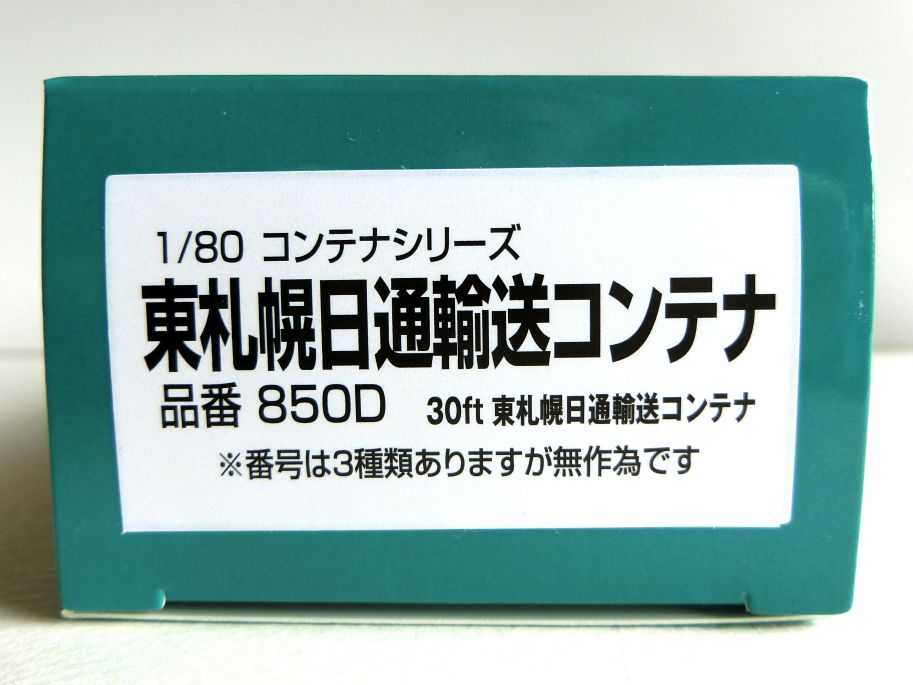 1/80 コンテナシリーズ
東札幌日通輸送コンテナ
品番 850D 30ft 東札幌日通輸送コンテナ
※番号は3種類ありますが無作為です